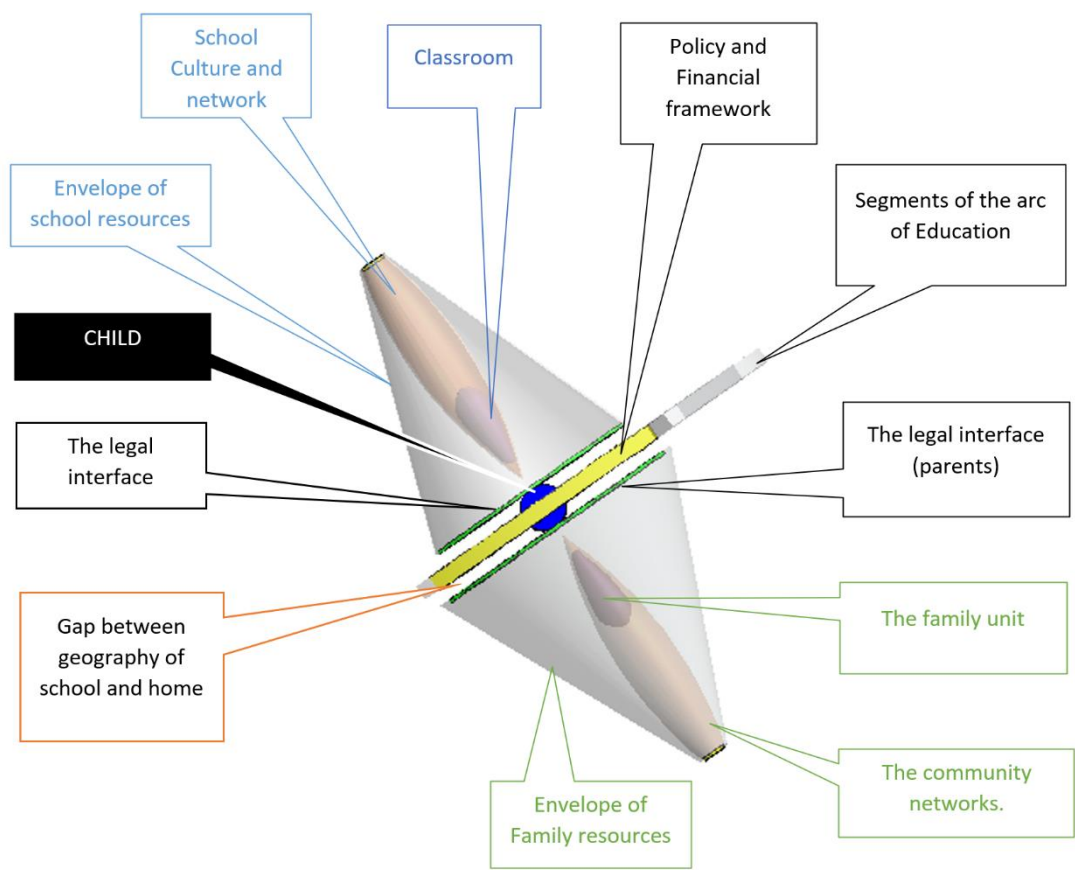 School
Culture and
network
Classroom
Policy and
Financial
framework
Envelope of
school resources
Segments of the arc
of Education
CHILD
The legal
interface
The legal interface
(parents)
Gap between
geography of
school and home
The family unit
Envelope of
Family resources
The community
networks.